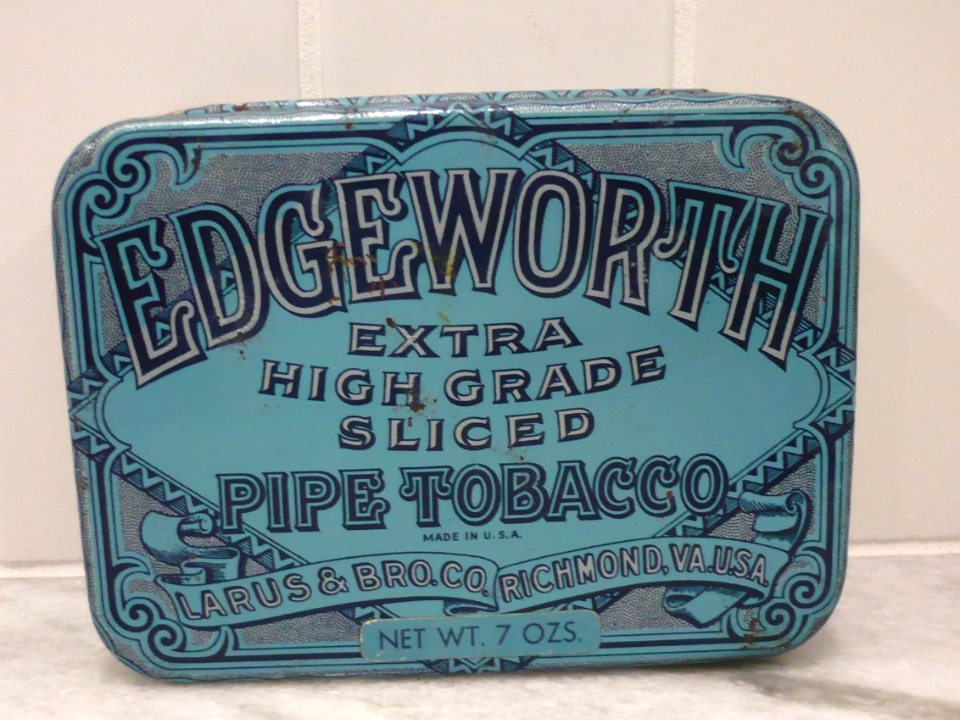 EDGEWORTH
EXTRA
HIGH GRADE
SLICED
PIPE TOBACCO
MADE IN U.S.A.
LARUS & BRO. CO. RICHMOND, VA. U.S.A.
NET WT. 7 OZS.